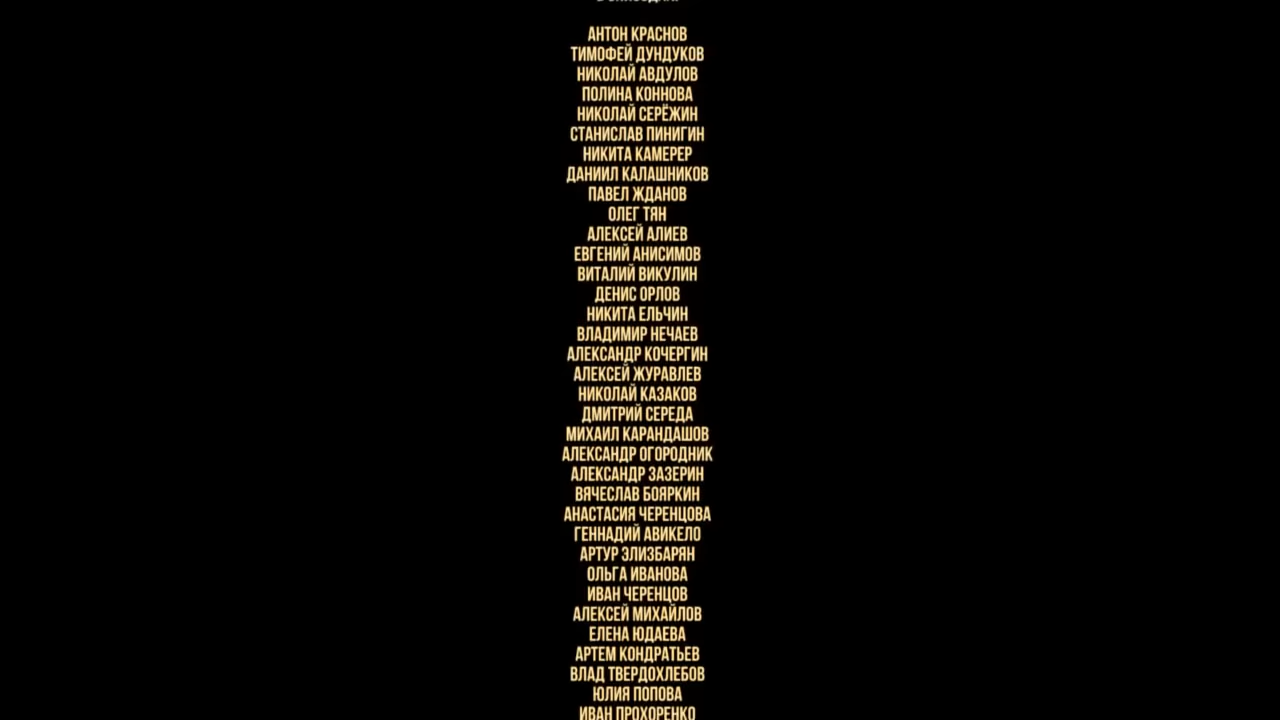 АНТОН КРАСНОВ
ТИМОФЕЙ ДУНДУКОВ
НИКОЛАЙ АВДУЛОВ
ПОЛИНА КОННОВА
НИКОЛАЙ СЕРЁЖИН
СТАНИСЛАВ ПИНИГИН
НИКИТА КАМЕРЕР
ДАНИИЛ КАЛАШНИКОВ
ПАВЕЛ ЖДАНОВ
ОЛЕГ ТЯН
АЛЕКСЕЙ АЛИЕВ
ЕВГЕНИЙ АНИСИМОВ
ВИТАЛИЙ ВИКУЛИН
ДЕНИС ОРЛОВ
НИКИТА ЕЛЬЧИН
ВЛАДИМИР НЕЧАЕВ
АЛЕКСАНДР КОЧЕРГИН
АЛЕКСЕЙ ЖУРАВЛЕВ
НИКОЛАЙ КАЗАКОВ
ДМИТРИЙ СЕРЕДА
МИХАИЛ КАРАНДАШОВ
АЛЕКСАНДР ОГОРОДНИК
АЛЕКСАНДР ЗАЗЕРИН
ВЯЧЕСЛАВ БОЯРКИН
АНАСТАСИЯ ЧЕРЕНЦОВА
ГЕННАДИЙ АВИКЕЛО
АРТУР ЭЛИЗБАРЯН
ОЛЬГА ИВАНОВА
ИВАН ЧЕРЕНЦОВ
АЛЕКСЕЙ МИХАЙЛОВ
ЕЛЕНА ЮДАЕВА
АРТЕМ КОНДРАТЬЕВ
ВЛАД ТВЕРДОХЛЕБОВ
ЮЛИЯ ПОПОВА
ИВАН ПРОХОРЕНКО